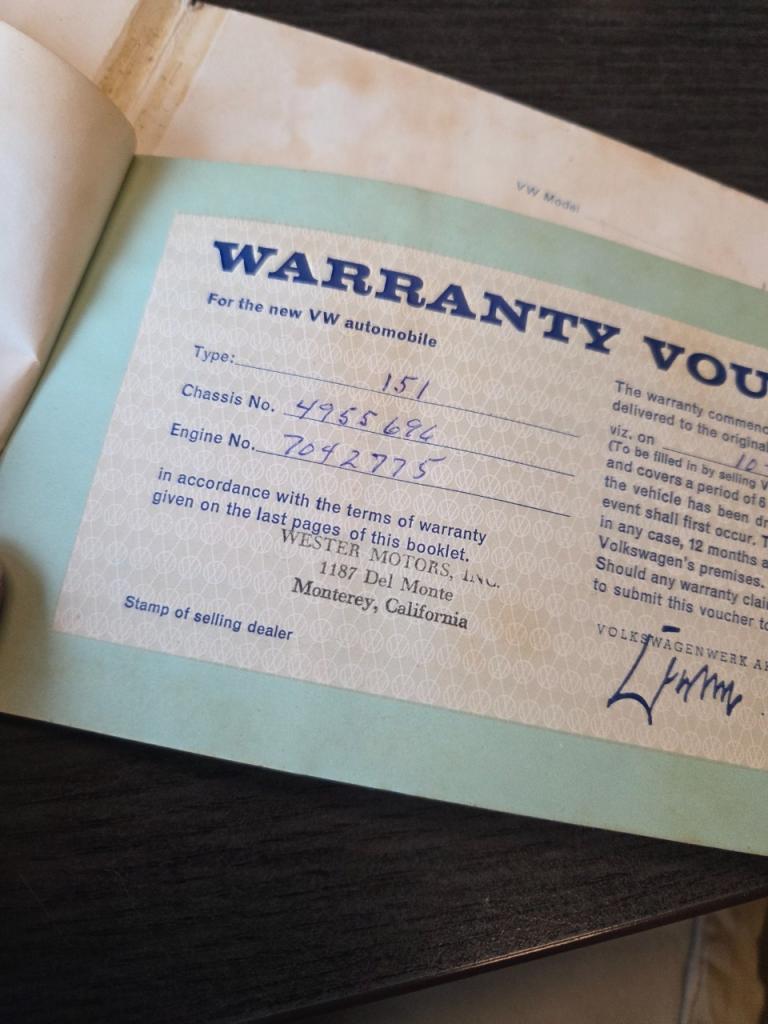 VW Model
WARRANTY VOU
For the new VW automobile
Type: 151
Chassis No. 4955696
Engine No. 7042775
in accordance with the terms of warranty
given on the last pages of this booklet.
WESTER MOTORS, INC.
1187 Del Monte
Monterey, California
Stamp of selling dealer
The warranty commenc
delivered to the original
viz. on 10-
(To be filled in by selling V
and covers a period of 6
the vehicle has been dr
event shall first occur. T
in any case, 12 months a
Volkswagen's premises.
Should any warranty clai
to submit this voucher to
VOLKSWAGENWERK A